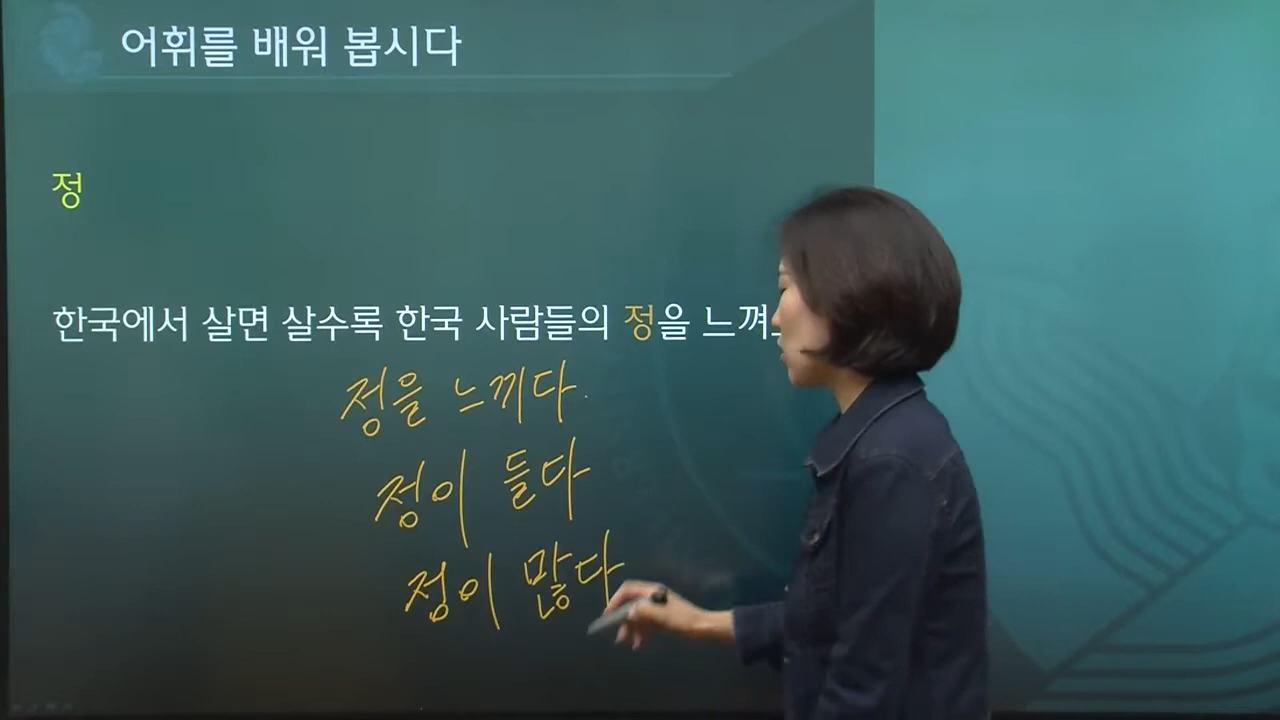 어휘를 배워 봅시다
정
한국에서 살면 살수록 한국 사람들의 정을
정을 느끼다
정이 들다
정이 많다